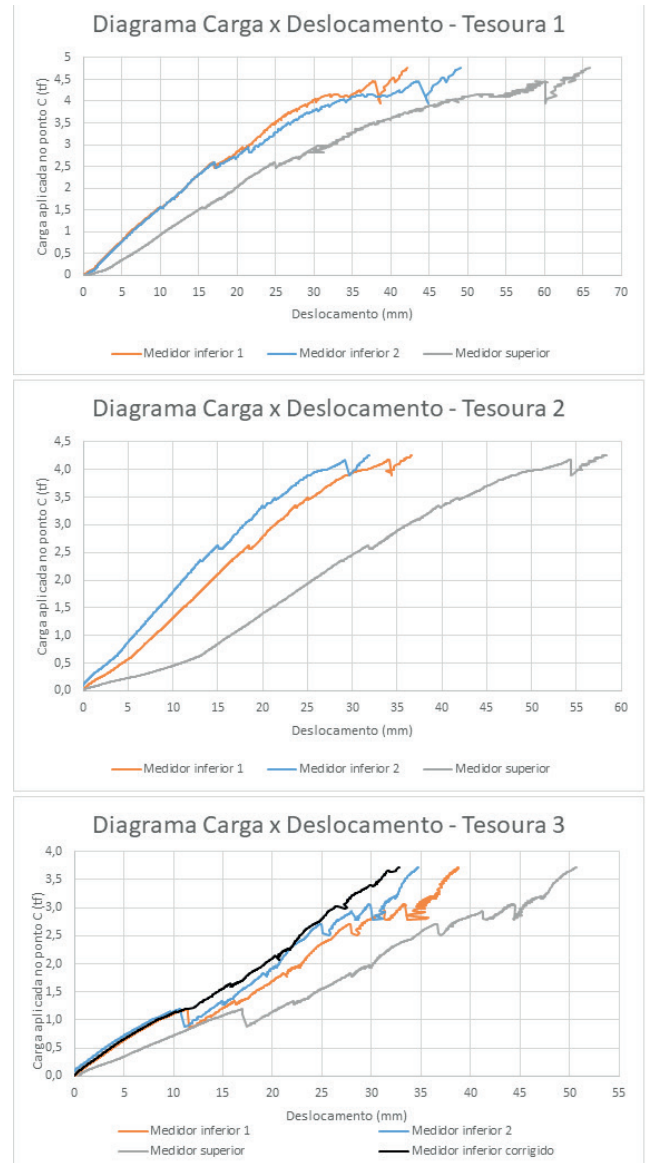 Diagrama Carga x Deslocamento - Tesoura 1
Carga aplicada no ponto C (tf)
5
4,5
4
3,5
3
2,5
2
1,5
1
0,5
0
0 5 10 15 20 25 30 35 40 45 50 55 60 65 70
Deslocamento (mm)
Medidor inferior 1 Medidor inferior 2 Medidor superior
Diagrama Carga x Deslocamento - Tesoura 2
Carga aplicada no ponto C (tf)
4,5
4,0
3,5
3,0
2,5
2,0
1,5
1,0
0,5
0,0
0 5 10 15 20 25 30 35 40 45 50 55 60
Deslocamento (mm)
Medidor inferior 1 Medidor inferior 2 Medidor superior
Diagrama Carga x Deslocamento - Tesoura 3
Carga aplicada no ponto C (tf)
4,0
3,5
3,0
2,5
2,0
1,5
1,0
0,5
0,0
0 5 10 15 20 25 30 35 40 45 50 55
Deslocamento (mm)
Medidor inferior 1 Medidor inferior 2
Medidor superior Medidor inferior corrigido